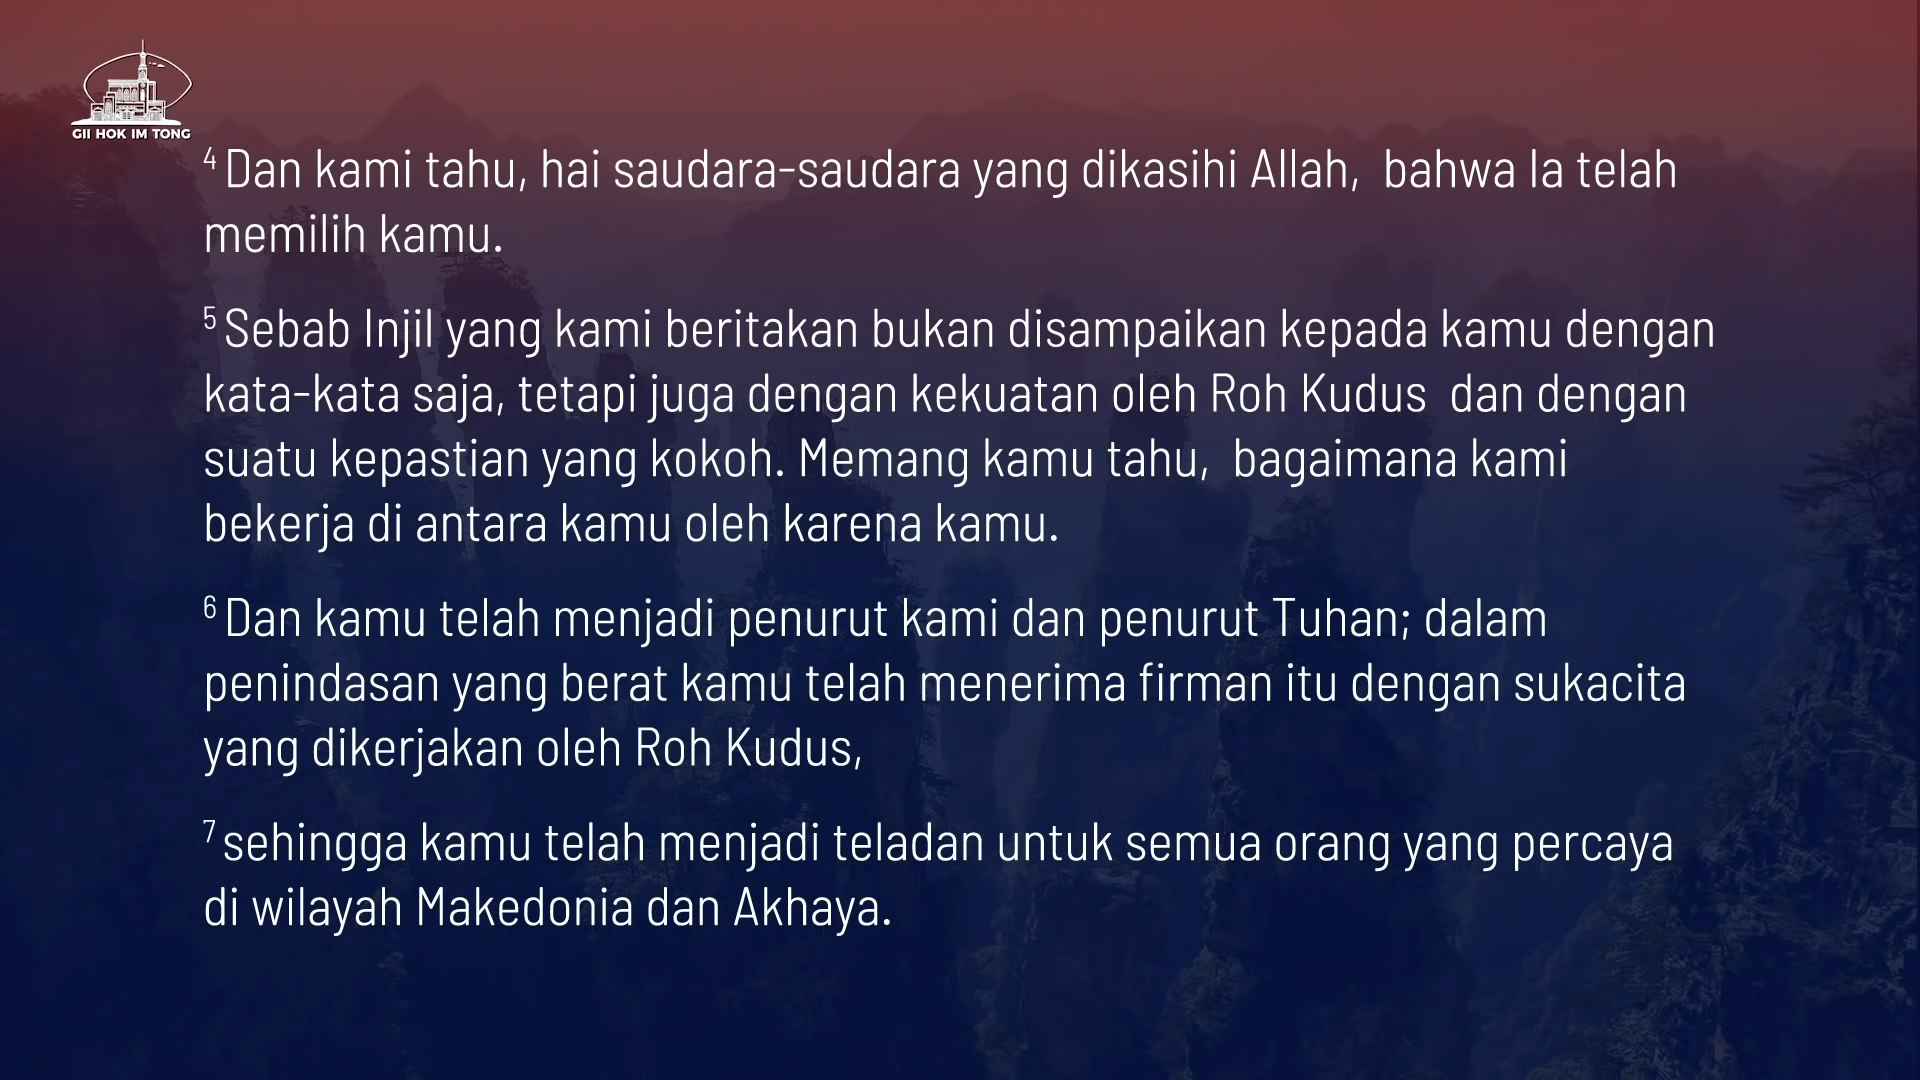 GII HOK IM TONG
4 Dan kami tahu, hai saudara-saudara yang dikasihi Allah,  bahwa Ia telah
memilih kamu.
5 Sebab Injil yang kami beritakan bukan disampaikan kepada kamu dengan
kata-kata saja, tetapi juga dengan kekuatan oleh Roh Kudus  dan dengan
suatu kepastian yang kokoh. Memang kamu tahu,  bagaimana kami
bekerja di antara kamu oleh karena kamu.
6 Dan kamu telah menjadi penurut kami dan penurut Tuhan; dalam
penindasan yang berat kamu telah menerima firman itu dengan sukacita
yang dikerjakan oleh Roh Kudus,
7 sehingga kamu telah menjadi teladan untuk semua orang yang percaya
di wilayah Makedonia dan Akhaya.